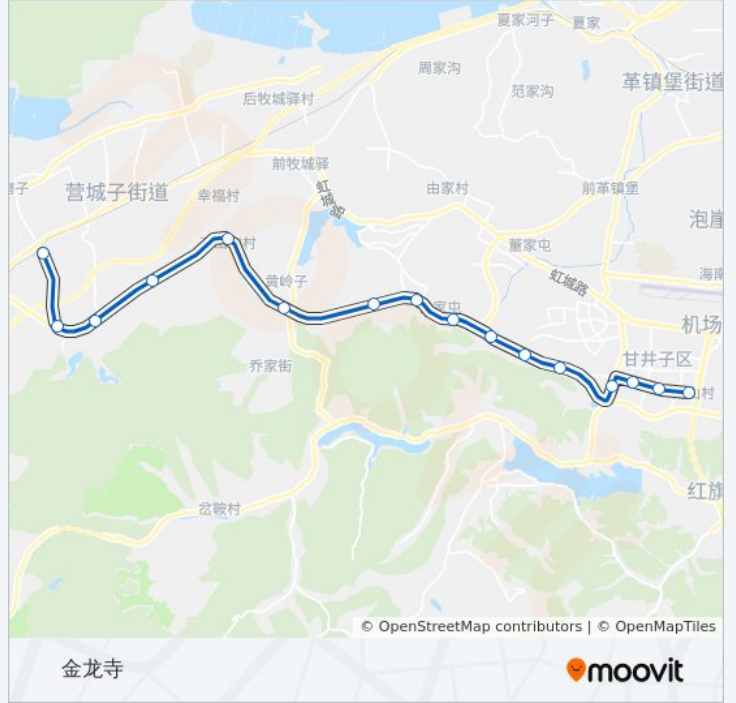 夏家河子
夏家
周家沟
革镇堡街道
范家沟
后牧城驿村
前牧城驿
由家村
前革镇堡
营城子街道
幸福村
虹城路
泡崖
董家屯
海南
黄岭子
虹城路
家屯
机场
甘井子区
乔家街
村
红旗
岔鞍村
© OpenStreetMap contributors | © OpenMapTiles
金龙寺
moovit